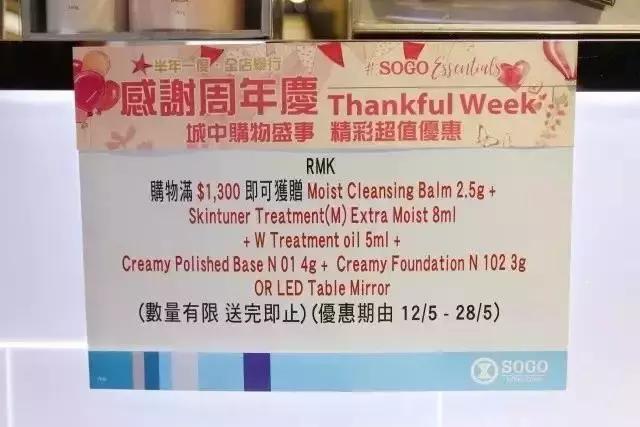 半年一度·全店舉行
# SOGO Essentials
感謝周年慶 Thankful Week
城中購物盛事 精彩超值優惠
RMK
購物滿 $1,300 即可獲贈 Moist Cleansing Balm 2.5g +
Skintuner Treatment(M) Extra Moist 8ml
+ W Treatment oil 5ml +
Creamy Polished Base N 01 4g + Creamy Foundation N 102 3g
OR LED Table Mirror
(數量有限 送完即止) (優惠期由 12/5 - 28/5)
SOGO